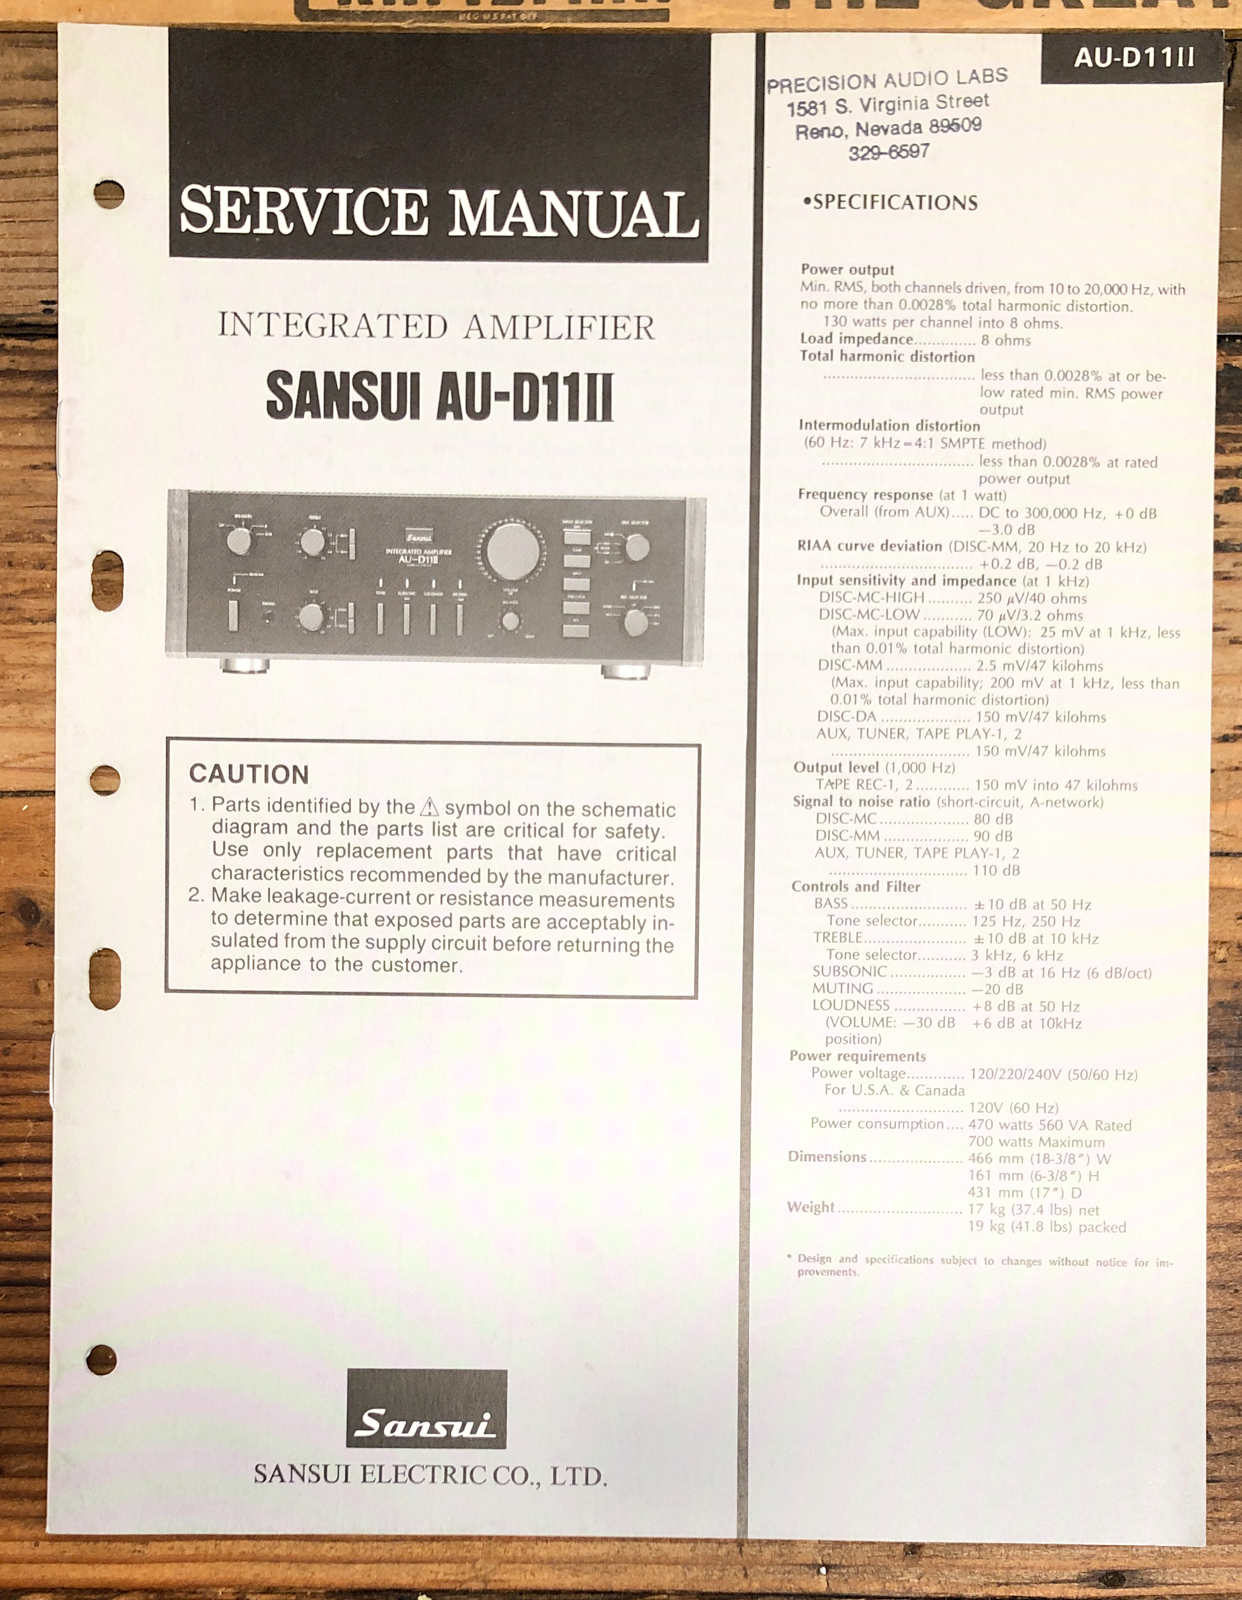 REG US PAT OFF
THE GREAT
SERVICE MANUAL
INTEGRATED AMPLIFIER
SANSUI AU-D11II
Sansui
INTEGRATED AMPLIFIER
AU-D11II
CAUTION
1. Parts identified by the ⚠ symbol on the schematic
diagram and the parts list are critical for safety.
Use only replacement parts that have critical
characteristics recommended by the manufacturer.
2. Make leakage-current or resistance measurements
to determine that exposed parts are acceptably in-
sulated from the supply circuit before returning the
appliance to the customer.
Sansui
SANSUI ELECTRIC CO., LTD.
AU-D11II
PRECISION AUDIO LABS
1581 S. Virginia Street
Reno, Nevada 89509
329-6597
•SPECIFICATIONS
Power output
Min. RMS, both channels driven, from 10 to 20,000 Hz, with
no more than 0.0028% total harmonic distortion.
130 watts per channel into 8 ohms.
Load impedance.............. 8 ohms
Total harmonic distortion
.................................. less than 0.0028% at or be-
low rated min. RMS power
output
Intermodulation distortion
(60 Hz: 7 kHz=4:1 SMPTE method)
.................................. less than 0.0028% at rated
power output
Frequency response (at 1 watt)
Overall (from AUX)..... DC to 300,000 Hz, +0 dB
−3.0 dB
RIAA curve deviation (DISC-MM, 20 Hz to 20 kHz)
.................................. +0.2 dB, −0.2 dB
Input sensitivity and impedance (at 1 kHz)
DISC-MC-HIGH .......... 250 μV/40 ohms
DISC-MC-LOW ........... 70 μV/3.2 ohms
(Max. input capability (LOW): 25 mV at 1 kHz, less
than 0.01% total harmonic distortion)
DISC-MM ................... 2.5 mV/47 kilohms
(Max. input capability; 200 mV at 1 kHz, less than
0.01% total harmonic distortion)
DISC-DA .................... 150 mV/47 kilohms
AUX, TUNER, TAPE PLAY-1, 2
............................... 150 mV/47 kilohms
Output level (1,000 Hz)
TAPE REC-1, 2............ 150 mV into 47 kilohms
Signal to noise ratio (short-circuit, A-network)
DISC-MC.................... 80 dB
DISC-MM................... 90 dB
AUX, TUNER, TAPE PLAY-1, 2
............................... 110 dB
Controls and Filter
BASS.......................... ±10 dB at 50 Hz
Tone selector........... 125 Hz, 250 Hz
TREBLE....................... ±10 dB at 10 kHz
Tone selector........... 3 kHz, 6 kHz
SUBSONIC................. −3 dB at 16 Hz (6 dB/oct)
MUTING.................... −20 dB
LOUDNESS ................ +8 dB at 50 Hz
(VOLUME: −30 dB +6 dB at 10kHz
position)
Power requirements
Power voltage............. 120/220/240V (50/60 Hz)
For U.S.A. & Canada
............................ 120V (60 Hz)
Power consumption.... 470 watts 560 VA Rated
700 watts Maximum
Dimensions..................... 466 mm (18-3/8″) W
161 mm (6-3/8″) H
431 mm (17″) D
Weight............................ 17 kg (37.4 lbs) net
19 kg (41.8 lbs) packed
* Design and specifications subject to changes without notice for im-
provements.